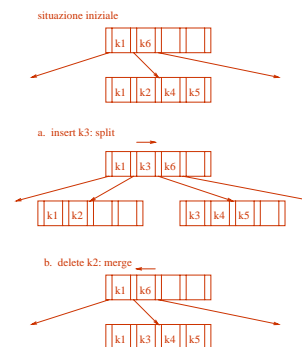 situazione iniziale
k1 k6
k1 k2 k4 k5
a. insert k3: split
k1 k3 k6
k1 k2 k3 k4 k5
b. delete k2: merge
k1 k6
k1 k3 k4 k5